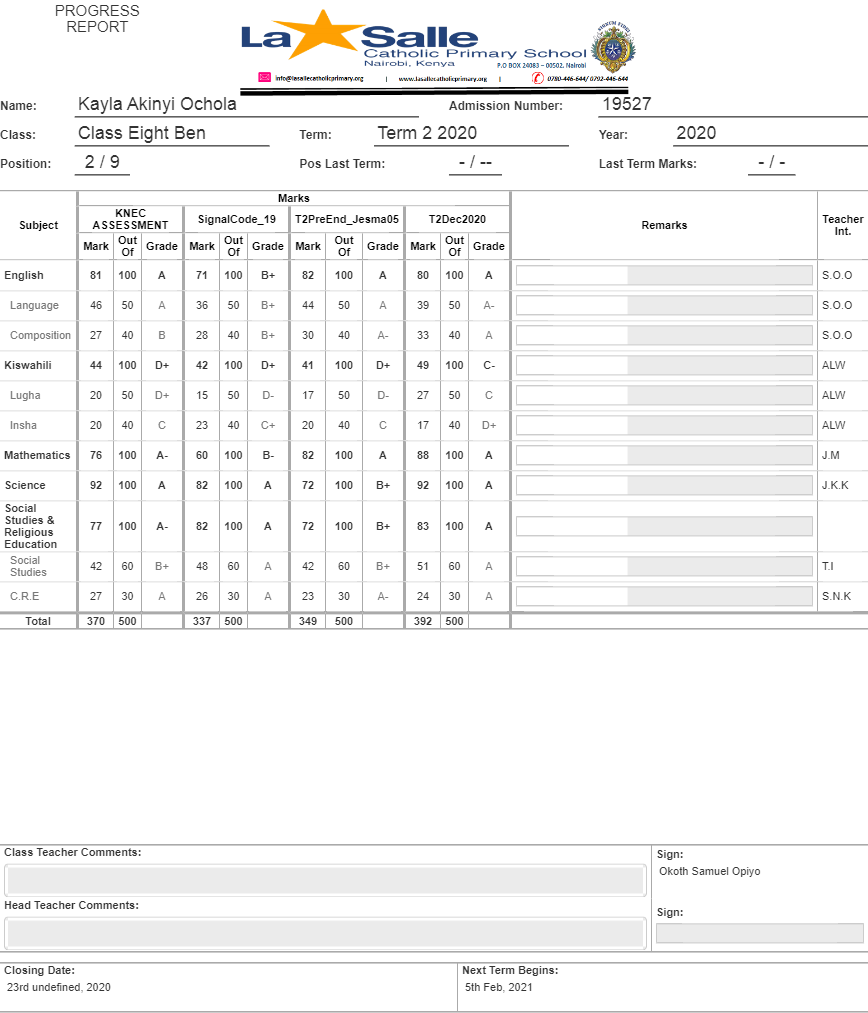 PROGRESS
REPORT
La Salle
Catholic Primary School
Nairobi, Kenya
P.O BOX 24083 – 00502, Nairobi
info@lasallecatholicprimary.org | www.lasallecatholicprimary.org | 0780-446-644/ 0792-446-644
Name: Kayla Akinyi Ochola Admission Number: 19527
Class: Class Eight Ben Term: Term 2 2020 Year: 2020
Position: 2 / 9 Pos Last Term: - / -- Last Term Marks: - / -
Subject Marks Remarks Teacher Int.
KNEC ASSESSMENT SignalCode_19 T2PreEnd_Jesma05 T2Dec2020
Mark Out Of Grade Mark Out Of Grade Mark Out Of Grade Mark Out Of Grade
English 81 100 A 71 100 B+ 82 100 A 80 100 A S.O.O
Language 46 50 A 36 50 B+ 44 50 A 39 50 A- S.O.O
Composition 27 40 B 28 40 B+ 30 40 A- 33 40 A S.O.O
Kiswahili 44 100 D+ 42 100 D+ 41 100 D+ 49 100 C- ALW
Lugha 20 50 D+ 15 50 D- 17 50 D- 27 50 C ALW
Insha 20 40 C 23 40 C+ 20 40 C 17 40 D+ ALW
Mathematics 76 100 A- 60 100 B- 82 100 A 88 100 A J.M
Science 92 100 A 82 100 A 72 100 B+ 92 100 A J.K.K
Social Studies & Religious Education 77 100 A- 82 100 A 72 100 B+ 83 100 A
Social Studies 42 60 B+ 48 60 A 42 60 B+ 51 60 A T.I
C.R.E 27 30 A 26 30 A 23 30 A- 24 30 A S.N.K
Total 370 500 337 500 349 500 392 500
Class Teacher Comments: Sign:
Okoth Samuel Opiyo
Head Teacher Comments: Sign:
Closing Date: Next Term Begins:
23rd undefined, 2020 5th Feb, 2021